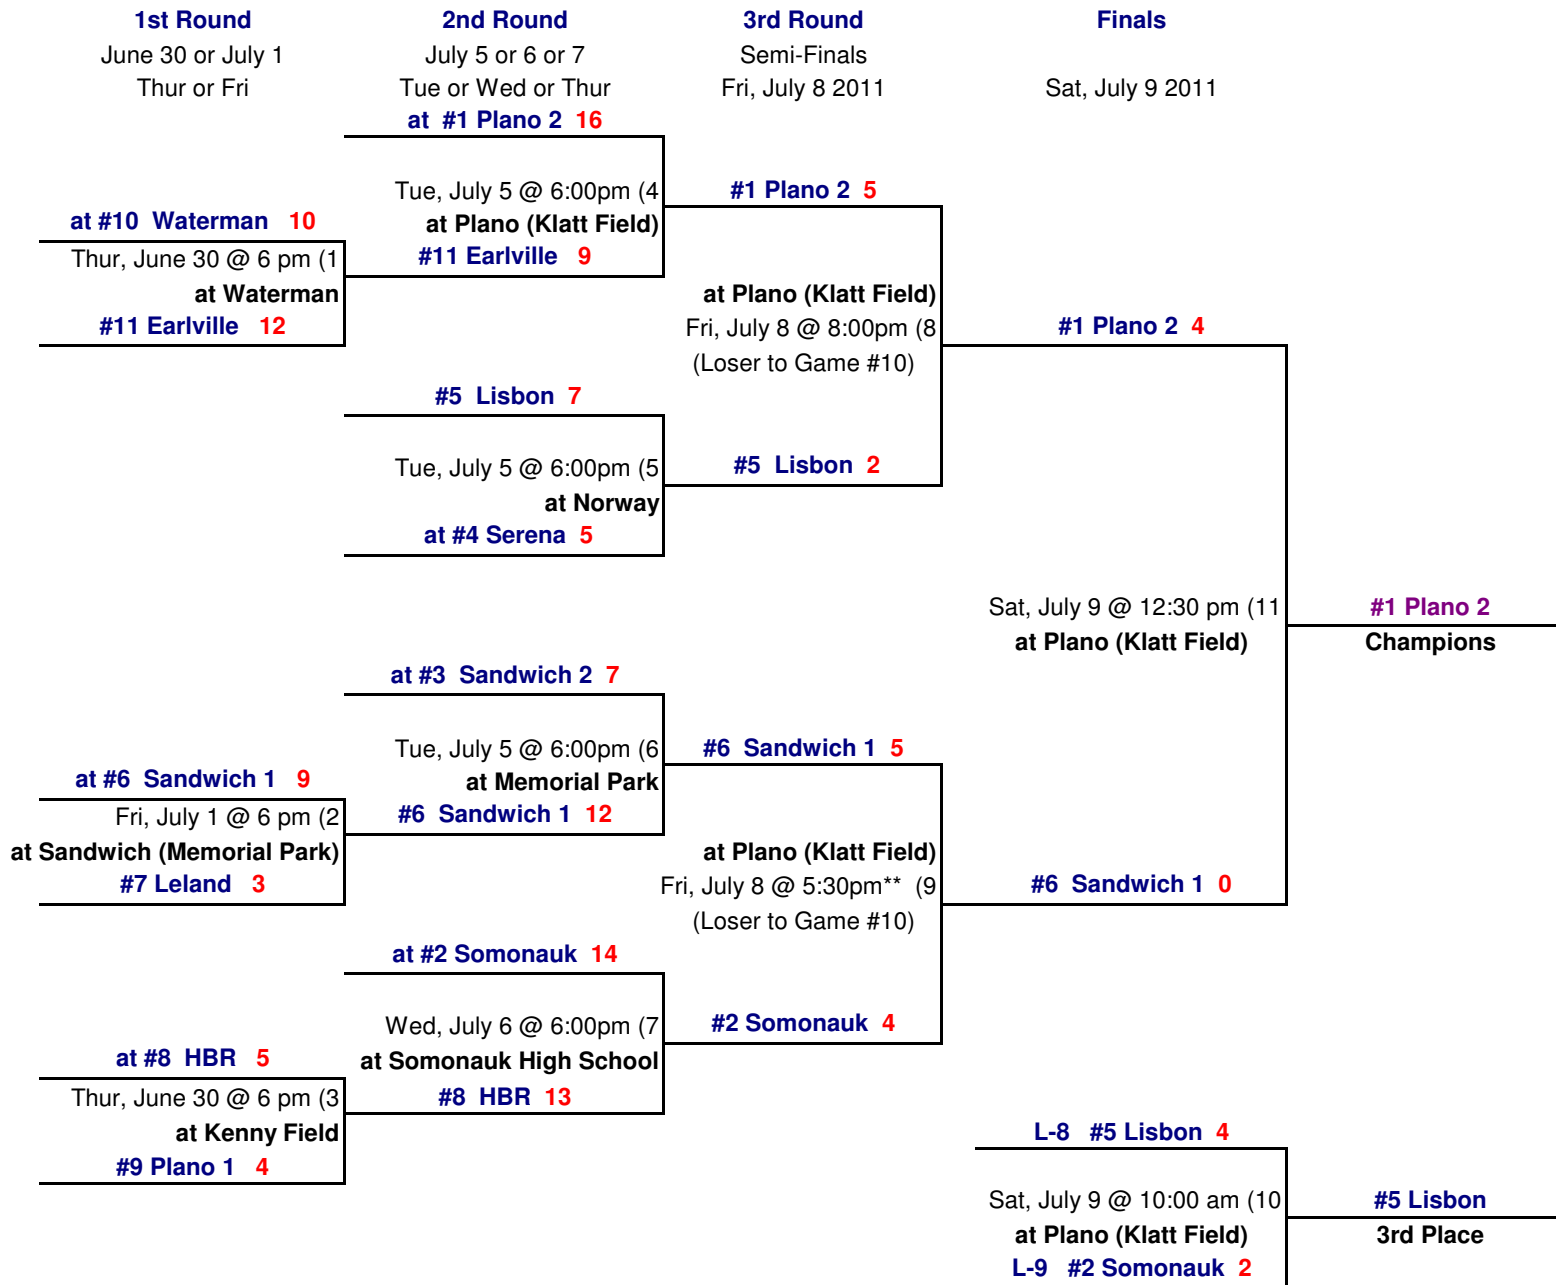 1st Round
June 30 or July 1
Thur or Fri
2nd Round
July 5 or 6 or 7
Tue or Wed or Thur
3rd Round
Semi-Finals
Fri, July 8 2011
Finals
Sat, July 9 2011
at #10 Waterman 10
Thur, June 30 @ 6 pm (1
at Waterman
#11 Earlville 12
at #6 Sandwich 1 9
Fri, July 1 @ 6 pm (2
at Sandwich (Memorial Park)
#7 Leland 3
at #8 HBR 5
Thur, June 30 @ 6 pm (3
at Kenny Field
#9 Plano 1 4
at #1 Plano 2 16
Tue, July 5 @ 6:00pm (4
at Plano (Klatt Field)
#11 Earlville 9
#5 Lisbon 7
Tue, July 5 @ 6:00pm (5
at Norway
at #4 Serena 5
at #3 Sandwich 2 7
Tue, July 5 @ 6:00pm (6
at Memorial Park
#6 Sandwich 1 12
at #2 Somonauk 14
Wed, July 6 @ 6:00pm (7
at Somonauk High School
#8 HBR 13
#1 Plano 2 5
at Plano (Klatt Field)
Fri, July 8 @ 8:00pm (8
(Loser to Game #10)
#5 Lisbon 2
#6 Sandwich 1 5
at Plano (Klatt Field)
Fri, July 8 @ 5:30pm** (9
(Loser to Game #10)
#2 Somonauk 4
#1 Plano 2 4
Sat, July 9 @ 12:30 pm (11
at Plano (Klatt Field)
#6 Sandwich 1 0
#1 Plano 2
Champions
L-8 #5 Lisbon 4
Sat, July 9 @ 10:00 am (10
at Plano (Klatt Field)
L-9 #2 Somonauk 2
#5 Lisbon
3rd Place